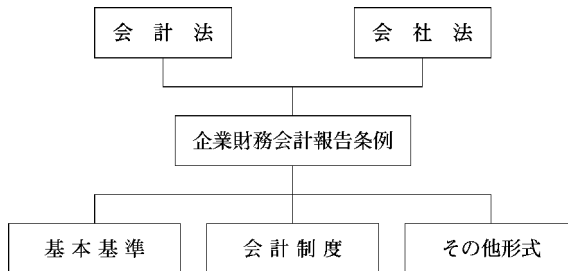 会計法
会社法
企業財務会計報告条例
基本基準
会計制度
その他形式